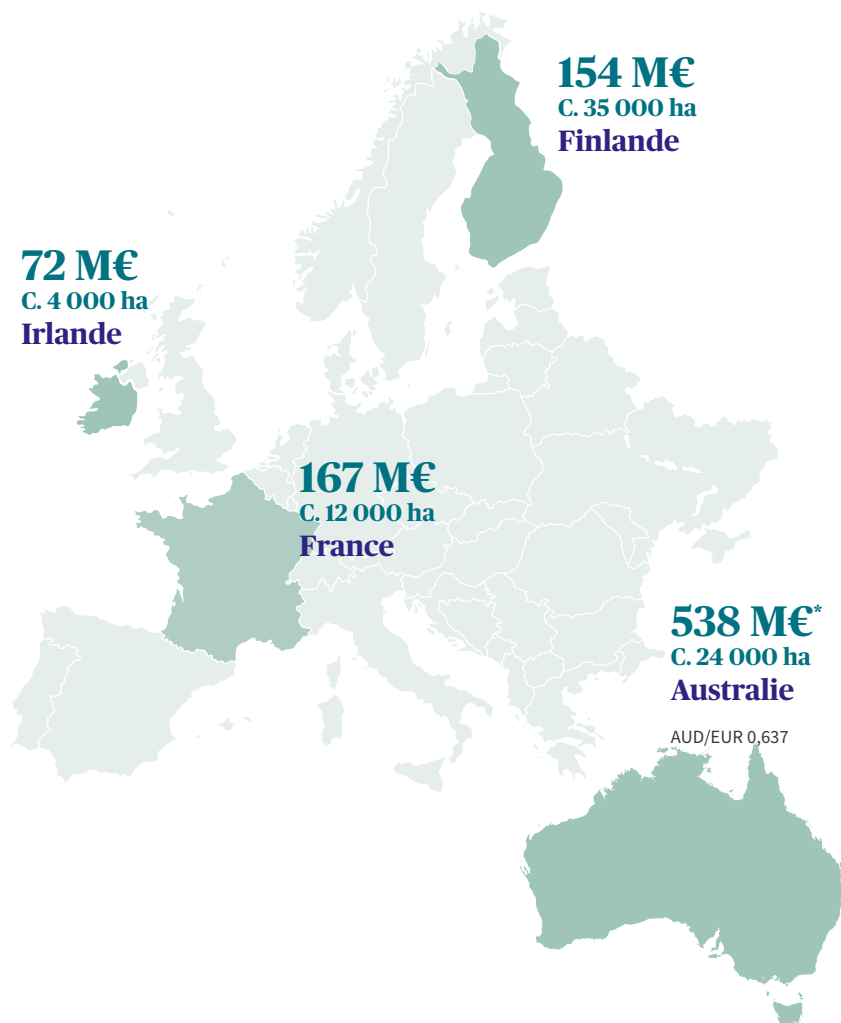 154 M€
C. 35 000 ha
Finlande
72 M€
C. 4 000 ha
Irlande
167 M€
C. 12 000 ha
France
538 M€*
C. 24 000 ha
Australie
AUD/EUR 0,637